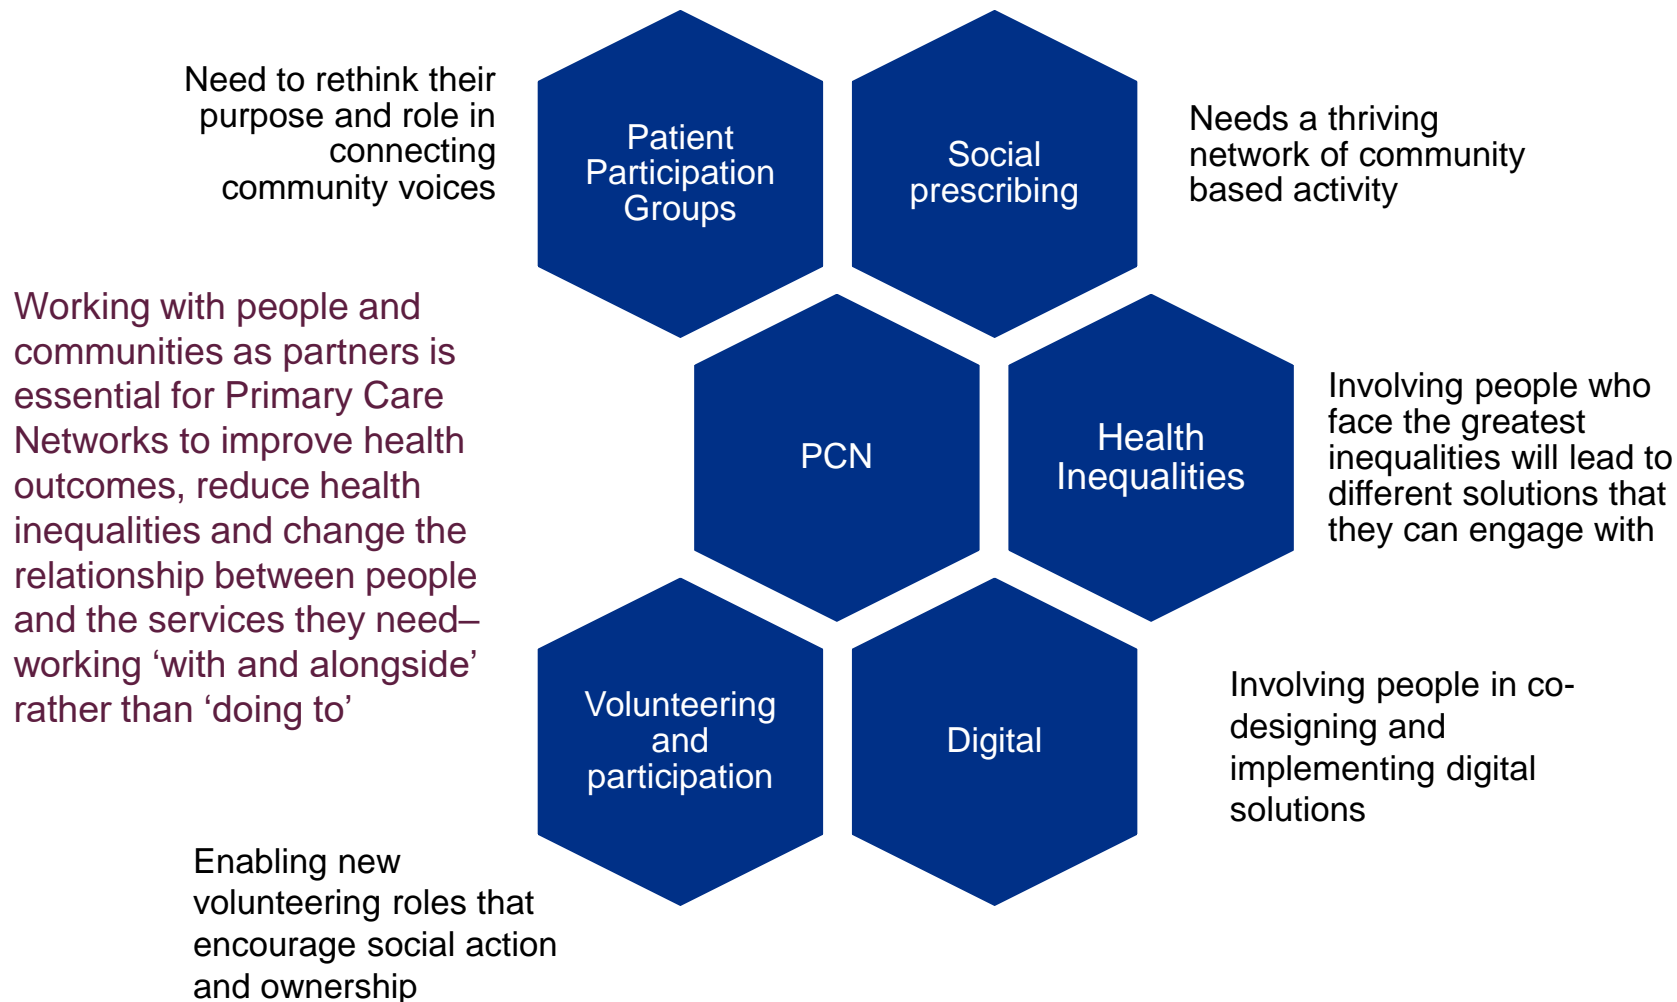 Need to rethink their
purpose and role in
connecting
community voices
Patient
Participation
Groups
Social
prescribing
Needs a thriving
network of community
based activity
Working with people and
communities as partners is
essential for Primary Care
Networks to improve health
outcomes, reduce health
inequalities and change the
relationship between people
and the services they need–
working ‘with and alongside’
rather than ‘doing to’
PCN
Health
Inequalities
Involving people who
face the greatest
inequalities will lead to
different solutions that
they can engage with
Volunteering
and
participation
Digital
Involving people in co-
designing and
implementing digital
solutions
Enabling new
volunteering roles that
encourage social action
and ownership